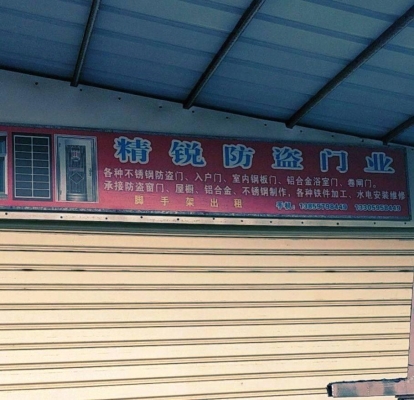 精锐防盗门业
各种不锈钢防盗门、入户门、室内钢板门、铝合金浴室门、卷闸门。
承接防盗窗门、屋橱、铝合金、不锈钢制作，各种铁件加工、水电安装维修
脚手架出租
手机：